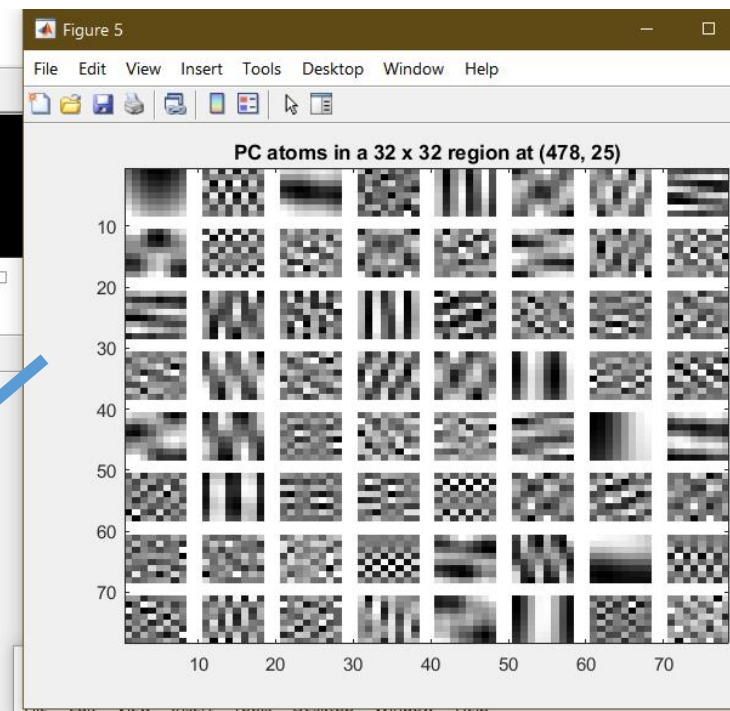 Figure 5
File Edit View Insert Tools Desktop Window Help
PC atoms in a 32 x 32 region at (478, 25)
10
20
30
40
50
60
70
10 20 30 40 50 60 70